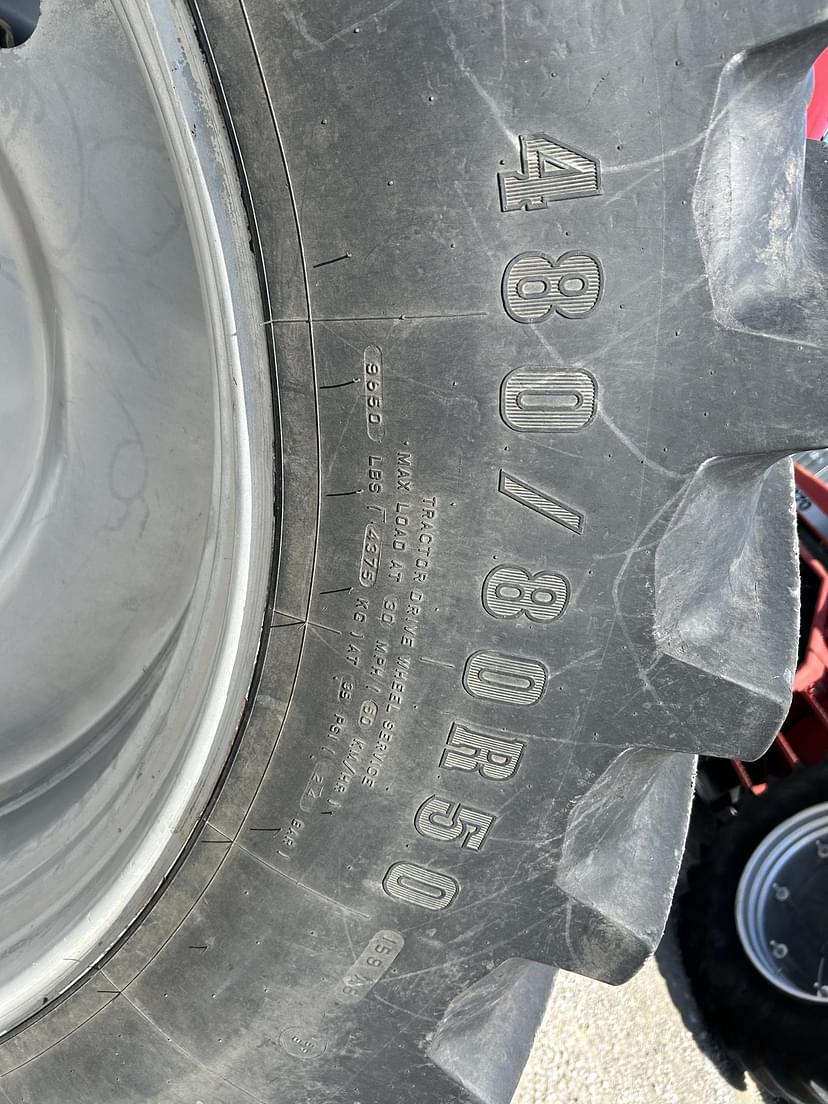 480/80R50
TRACTOR DRIVE WHEEL SERVICE
MAX LOAD AT 30 MPH ( 50 KM/HR )
9650 LBS ( 4375 KG ) AT 35 PSI ( 2.4 BAR )
159 A8